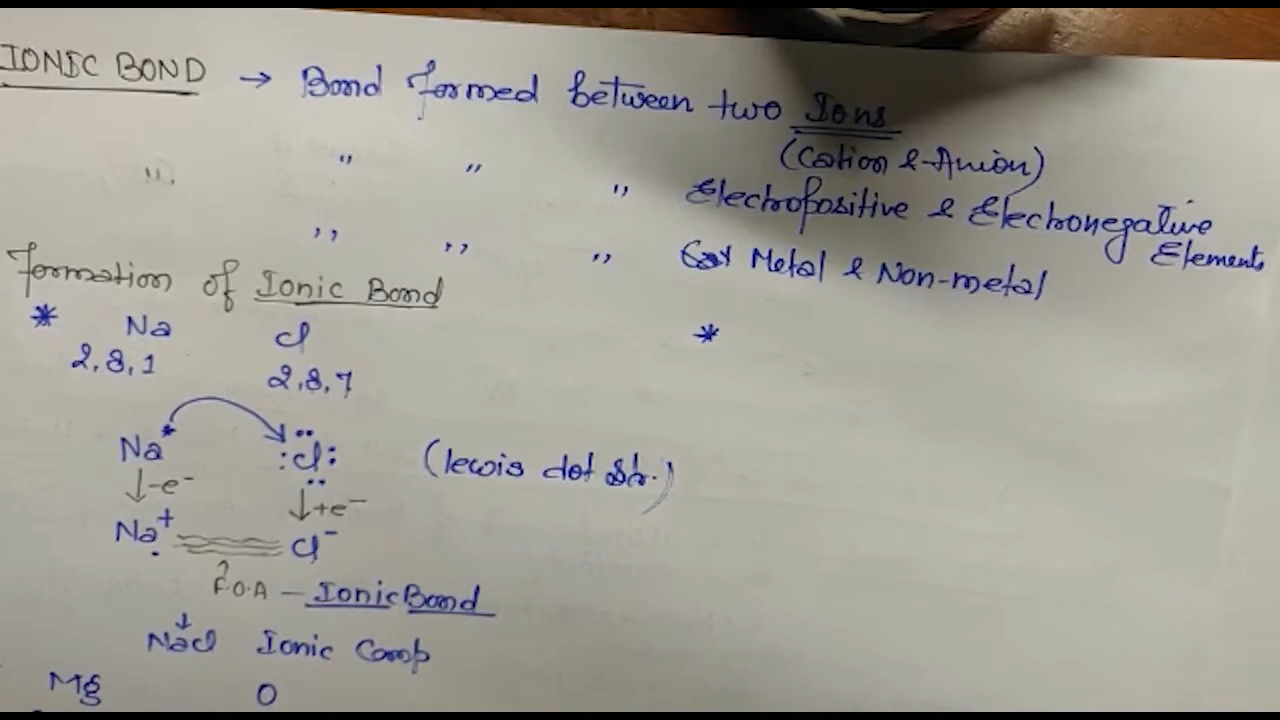 IONIC BOND → Bond formed between two Ions
(Cation & Anion)
" " " " Electropositive & Electronegative Elements
,, ,, ,, Metal & Non-metal
Formation of Ionic Bond
* Na Cl *
2,8,1 2,8,7
Na* :Cl: (lewis dot Str.)
↓-e⁻ ↓+e⁻
Na⁺ Cl⁻
F.O.A — Ionic Bond
↓
NaCl Ionic Comp
Mg O